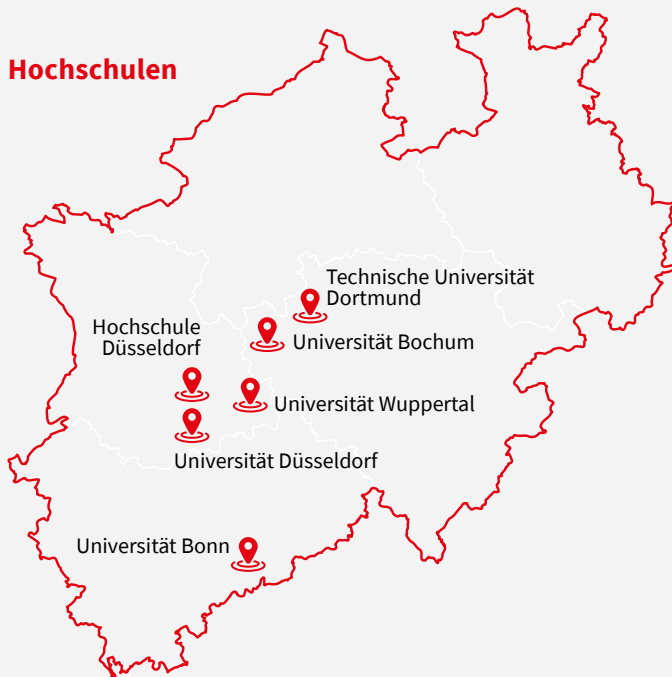 Hochschulen
Technische Universität
Dortmund
Hochschule
Düsseldorf
Universität Bochum
Universität Wuppertal
Universität Düsseldorf
Universität Bonn